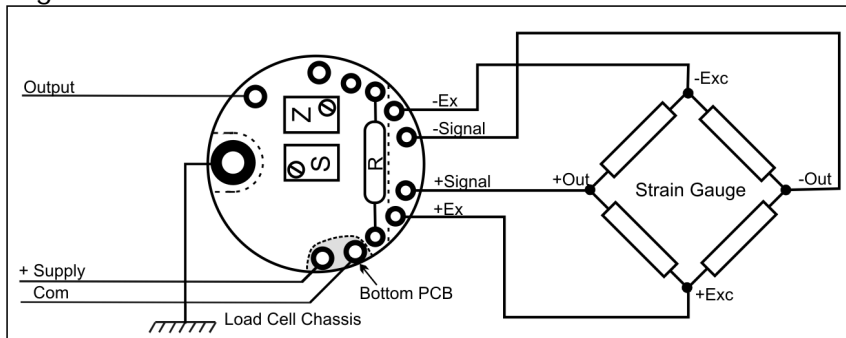 Output
Z
S
R
-Ex
-Signal
+Signal
+Ex
-Exc
+Out
Strain Gauge
-Out
+Exc
+ Supply
Com
Bottom PCB
Load Cell Chassis